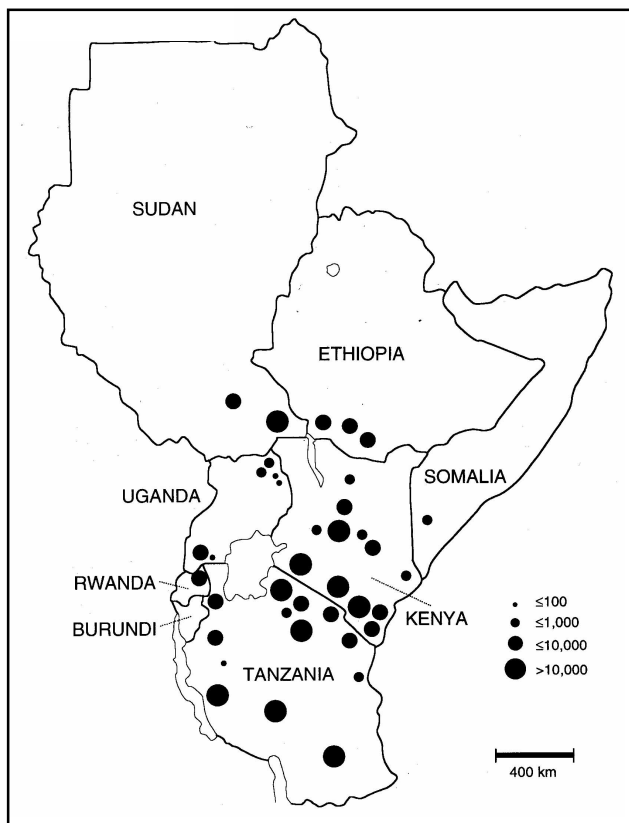 SUDAN
ETHIOPIA
SOMALIA
UGANDA
RWANDA
BURUNDI
KENYA
TANZANIA
≤100
≤1,000
≤10,000
>10,000
400 km